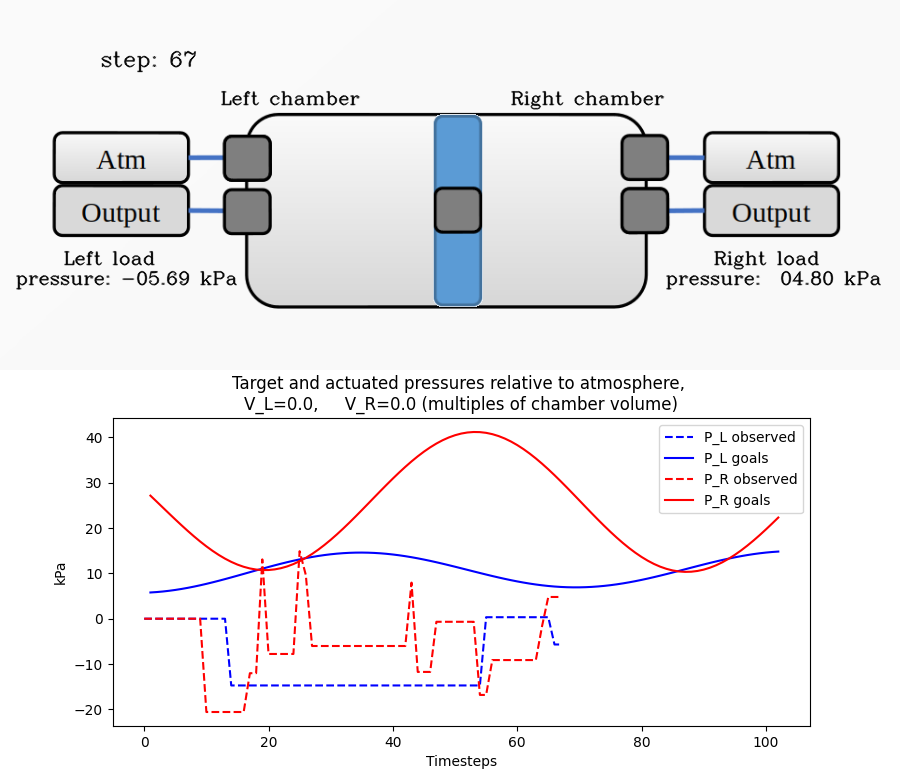 step: 67
Left chamber
Right chamber
Atm
Atm
Output
Output
Left load
pressure: -05.69 kPa
Right load
pressure: 04.80 kPa
Target and actuated pressures relative to atmosphere,
V_L=0.0, V_R=0.0 (multiples of chamber volume)
P_L observed
P_L goals
P_R observed
P_R goals
kPa
40
30
20
10
0
−10
−20
0 20 40 60 80 100
Timesteps